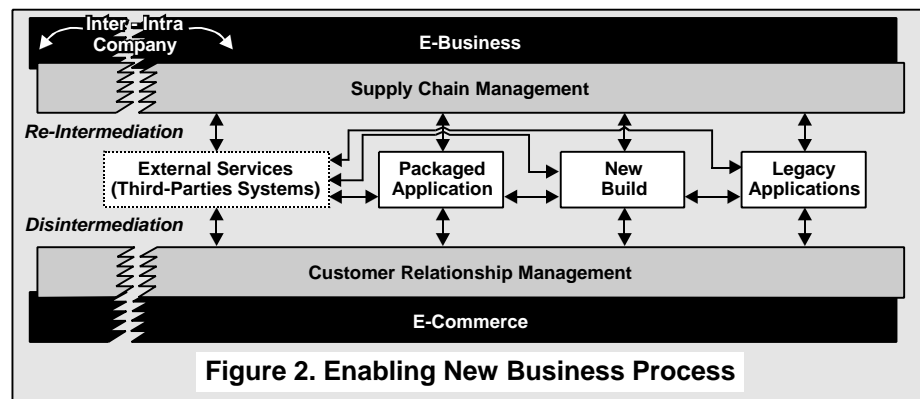 Inter - Intra
Company
E-Business
Supply Chain Management
Re-Intermediation
External Services
(Third-Parties Systems)
Packaged
Application
New
Build
Legacy
Applications
Disintermediation
Customer Relationship Management
E-Commerce
Figure 2. Enabling New Business Process